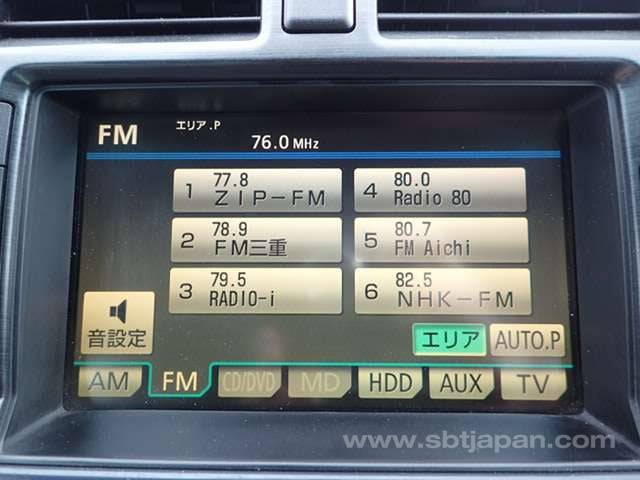 FM エリア.P 76.0 MHz
1 77.8 ZIP-FM
2 78.9 FM三重
3 79.5 RADIO-i
4 80.0 Radio 80
5 80.7 FM Aichi
6 82.5 NHK-FM
音設定
エリア AUTO.P
AM FM CD/DVD MD HDD AUX TV
www.sbtjapan.com